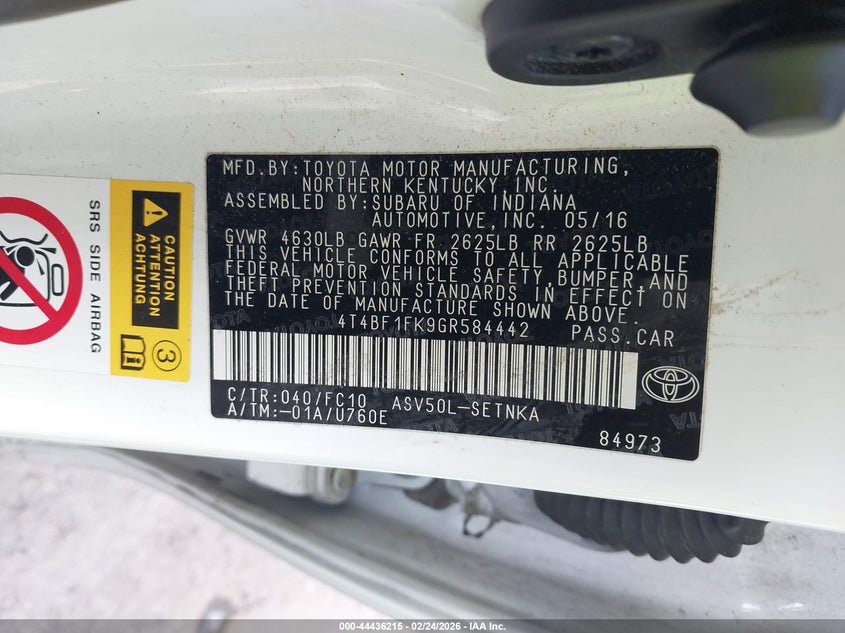 MFD.BY:TOYOTA MOTOR MANUFACTURING,
NORTHERN KENTUCKY,INC.
ASSEMBLED BY:SUBARU OF INDIANA
AUTOMOTIVE,INC. 05/16
GVWR 4630LB GAWR FR 2625LB RR 2625LB
THIS VEHICLE CONFORMS TO ALL APPLICABLE
FEDERAL MOTOR VEHICLE SAFETY,BUMPER,AND
THEFT PREVENTION STANDARDS IN EFFECT ON
THE DATE OF MANUFACTURE SHOWN ABOVE.
4T4BF1FK9GR584442 PASS.CAR
C/TR:040/FC10 ASV50L-SETNKA
A/TM:-01A/U760E
84973
SRS SIDE AIRBAG
CAUTION
ATTENTION
ACHTUNG
3
000-44436215 - 02/24/2026 - IAA Inc.